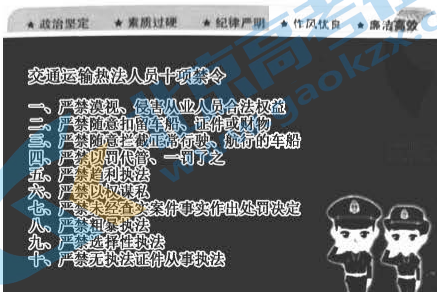 ★ 政治坚定 ★ 素质过硬 ★ 纪律严明 ★ 作风优良 ★ 廉洁高效
交通运输热法人员十项禁令
一、严禁漠视、侵害从业人员合法权益
二、严禁随意扣留车船、证件或财物
三、严禁随意拦截正常行驶、航行的车船
四、严禁以罚代管、一罚了之
五、严禁利执法
六、严禁以权谋私
七、严禁未经查实案件事实作出处罚决定
八、严禁粗暴执法
九、严禁选择性执法
十、严禁无执法证件从事执法